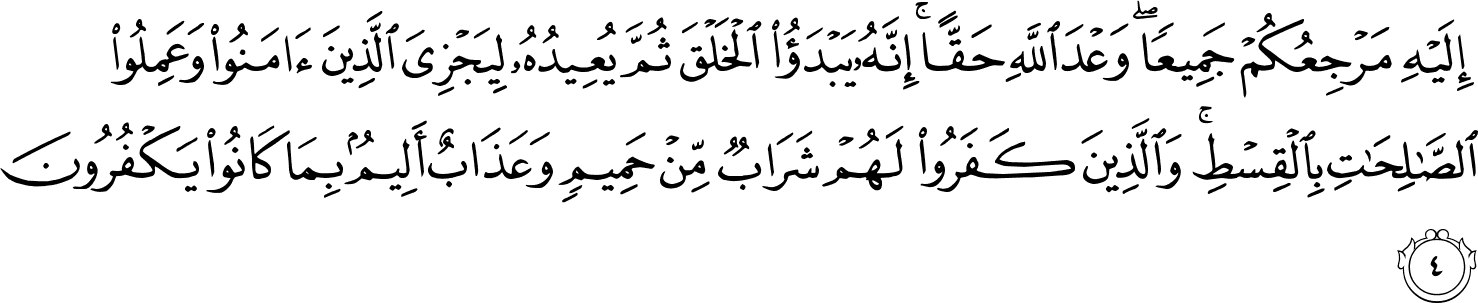 إِلَيْهِ مَرْجِعُكُمْ جَمِيعًا ۖ وَعْدَ ٱللَّهِ حَقًّا ۚ إِنَّهُۥ يَبْدَؤُا۟ ٱلْخَلْقَ ثُمَّ يُعِيدُهُۥ لِيَجْزِىَ ٱلَّذِينَ ءَامَنُوا۟ وَعَمِلُوا۟
ٱلصَّـٰلِحَـٰتِ بِٱلْقِسْطِ ۚ وَٱلَّذِينَ كَفَرُوا۟ لَهُمْ شَرَابٌ مِّنْ حَمِيمٍ وَعَذَابٌ أَلِيمٌۢ بِمَا كَانُوا۟ يَكْفُرُونَ
٤